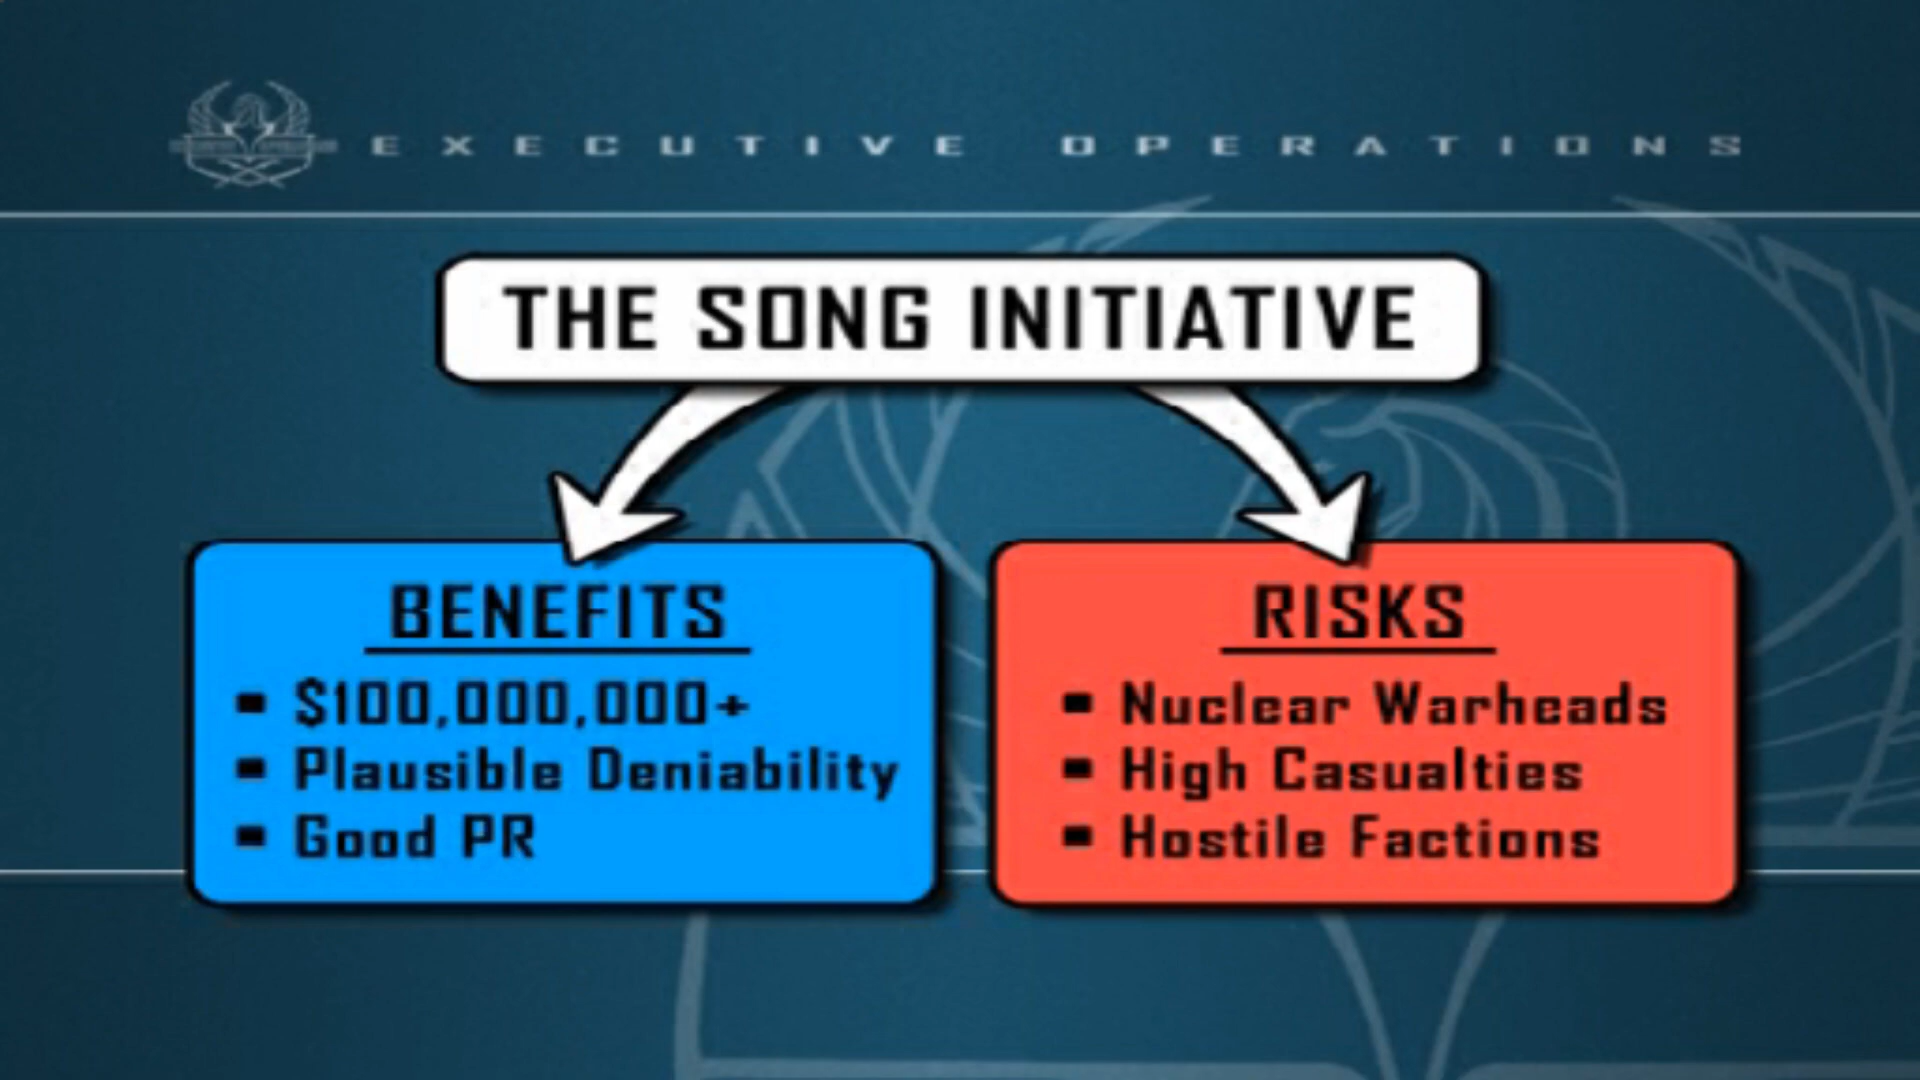 EXECUTIVE OPERATIONS
THE SONG INITIATIVE
BENEFITS
▪ $100,000,000+
▪ Plausible Deniability
▪ Good PR
RISKS
▪ Nuclear Warheads
▪ High Casualties
▪ Hostile Factions